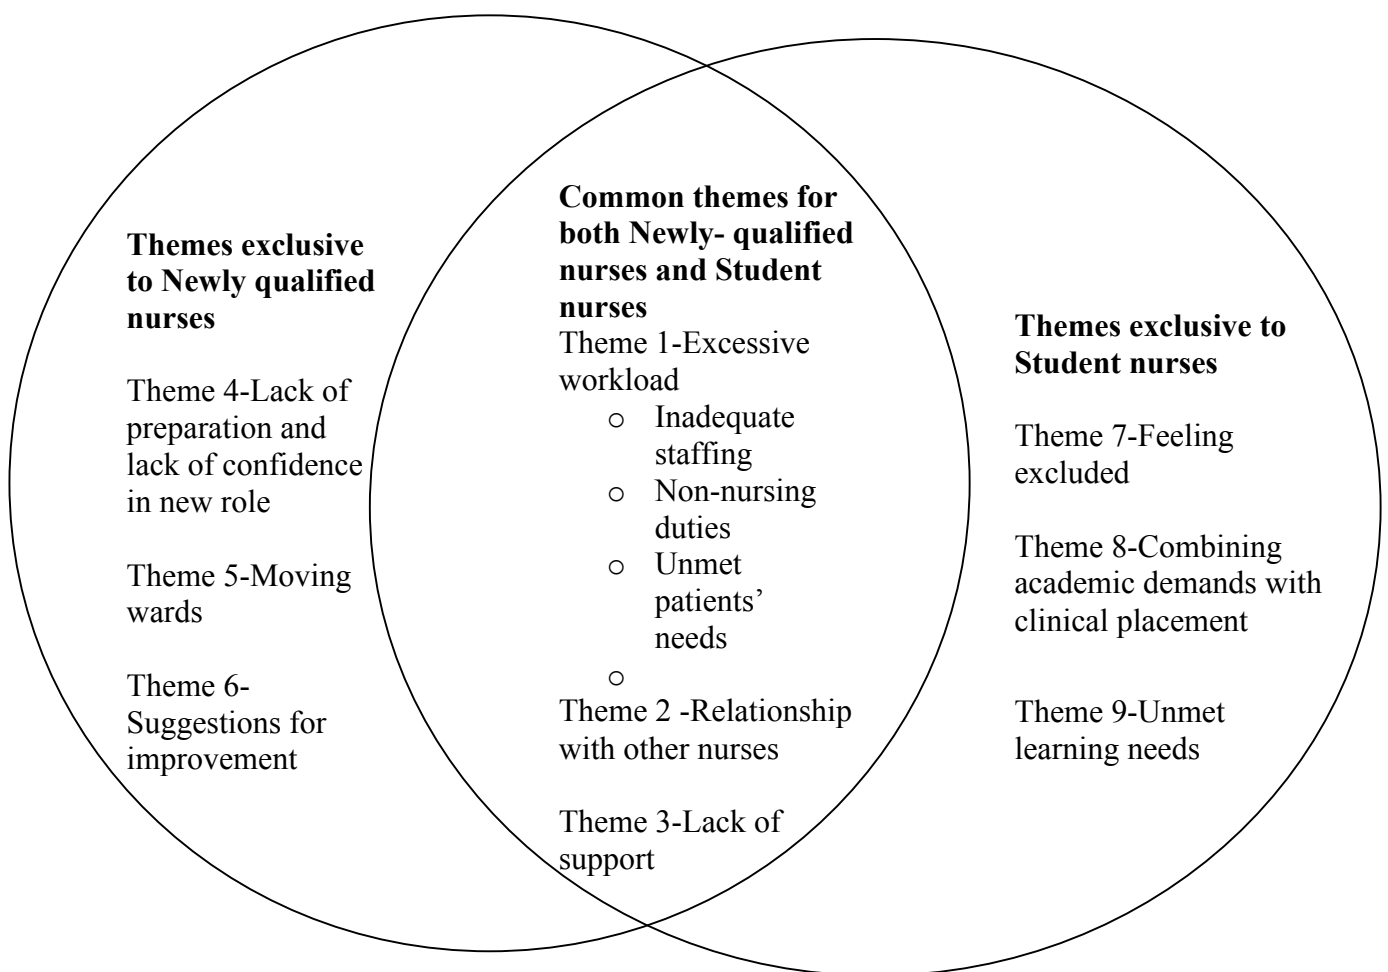 Themes exclusive
to Newly qualified
nurses
Theme 4-Lack of
preparation and
lack of confidence
in new role
Theme 5-Moving
wards
Theme 6-
Suggestions for
improvement
Common themes for
both Newly- qualified
nurses and Student
nurses
Theme 1-Excessive
workload
o Inadequate
staffing
o Non-nursing
duties
o Unmet
patients’
needs
o
Theme 2 -Relationship
with other nurses
Theme 3-Lack of
support
Themes exclusive to
Student nurses
Theme 7-Feeling
excluded
Theme 8-Combining
academic demands with
clinical placement
Theme 9-Unmet
learning needs